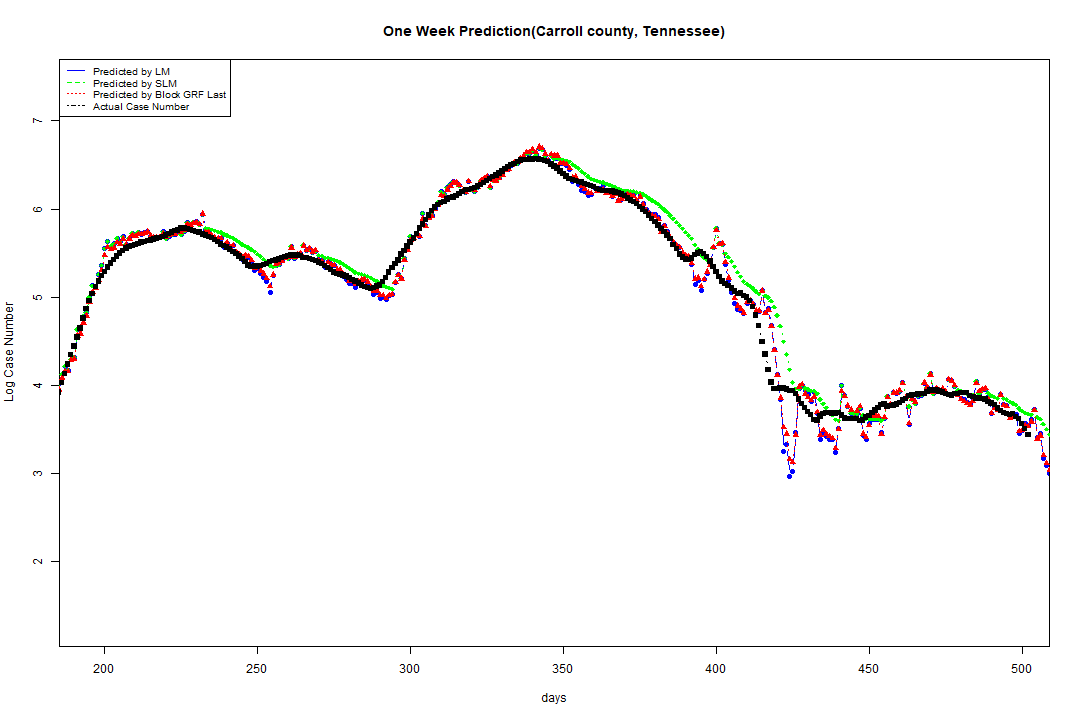 One Week Prediction(Carroll county, Tennessee)
Predicted by LM
Predicted by SLM
Predicted by Block GRF Last
Actual Case Number
7
6
5
4
3
2
Log Case Number
200 250 300 350 400 450 500
days